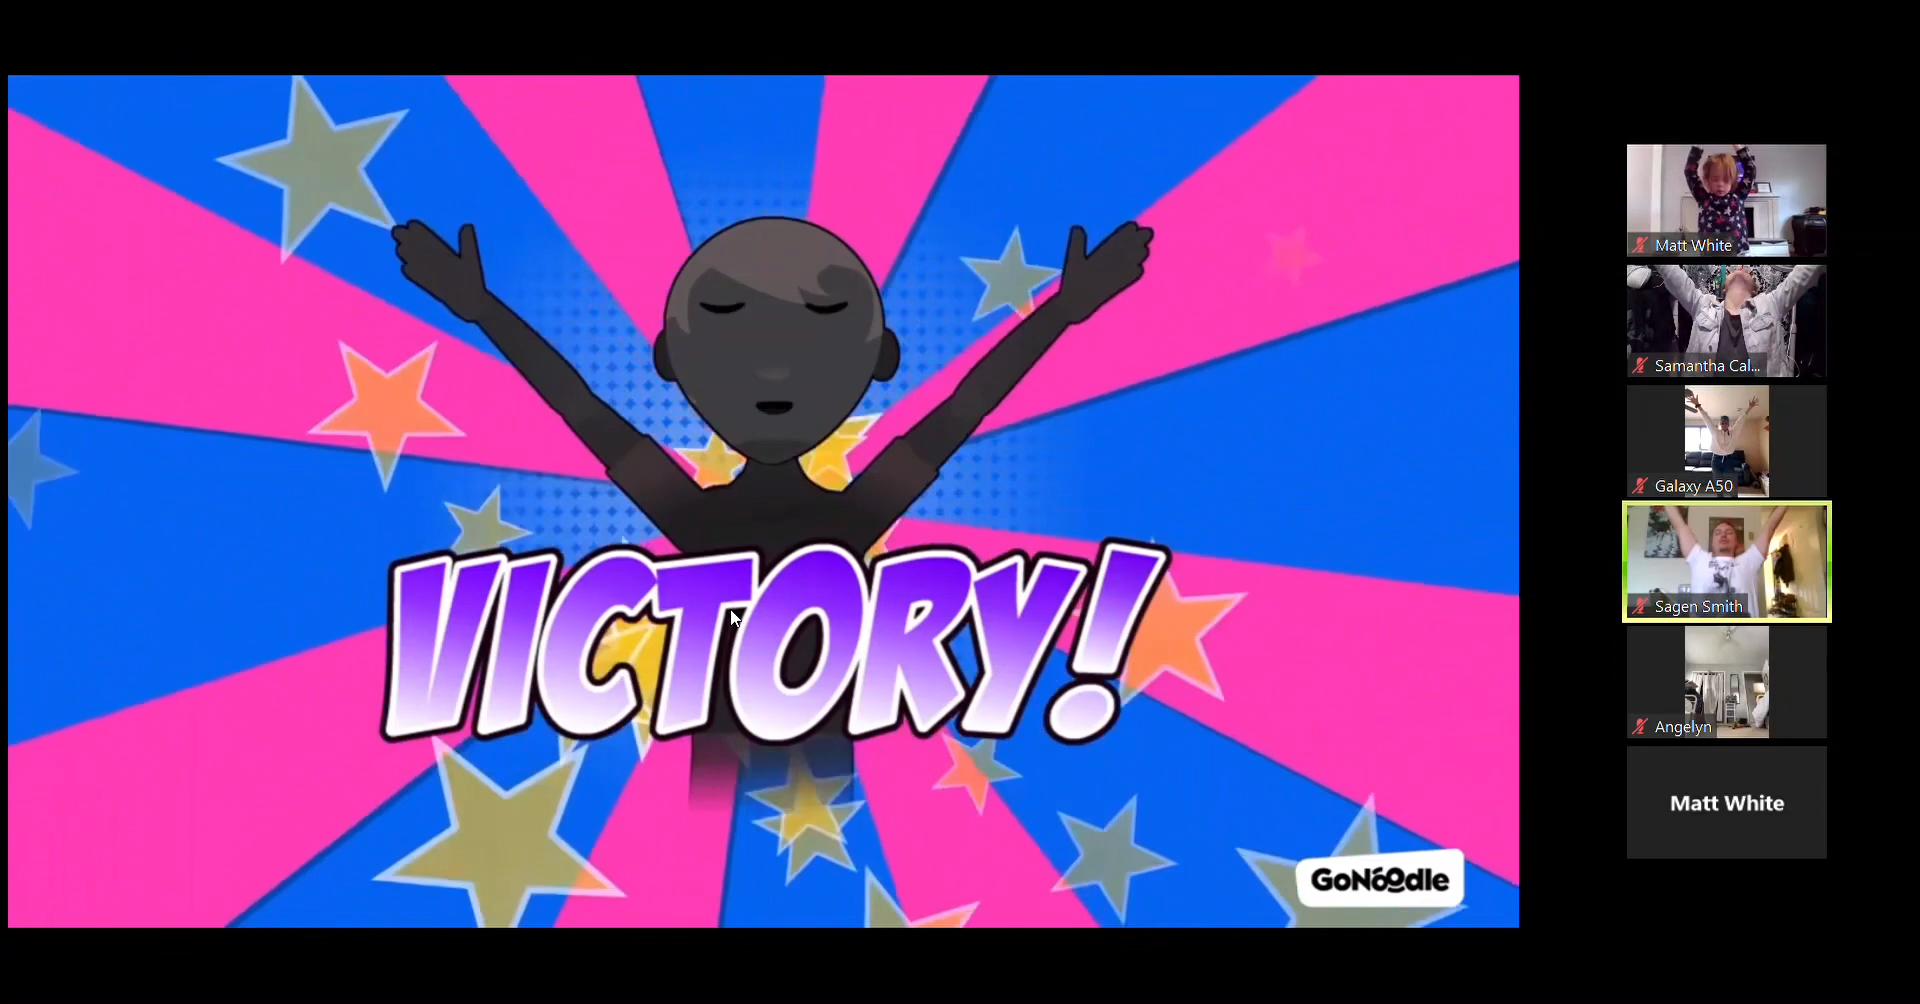 VICTORY!
GoNoodle
Matt White
Samantha Cal...
Galaxy A50
Sagen Smith
Angelyn
Matt White